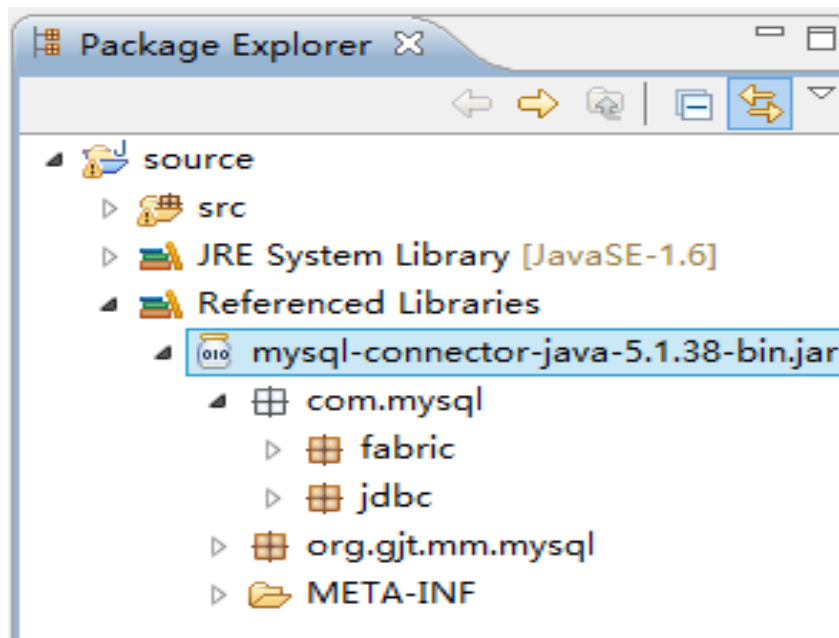 Package Explorer
source
src
JRE System Library [JavaSE-1.6]
Referenced Libraries
mysql-connector-java-5.1.38-bin.jar
com.mysql
fabric
jdbc
org.gjt.mm.mysql
META-INF